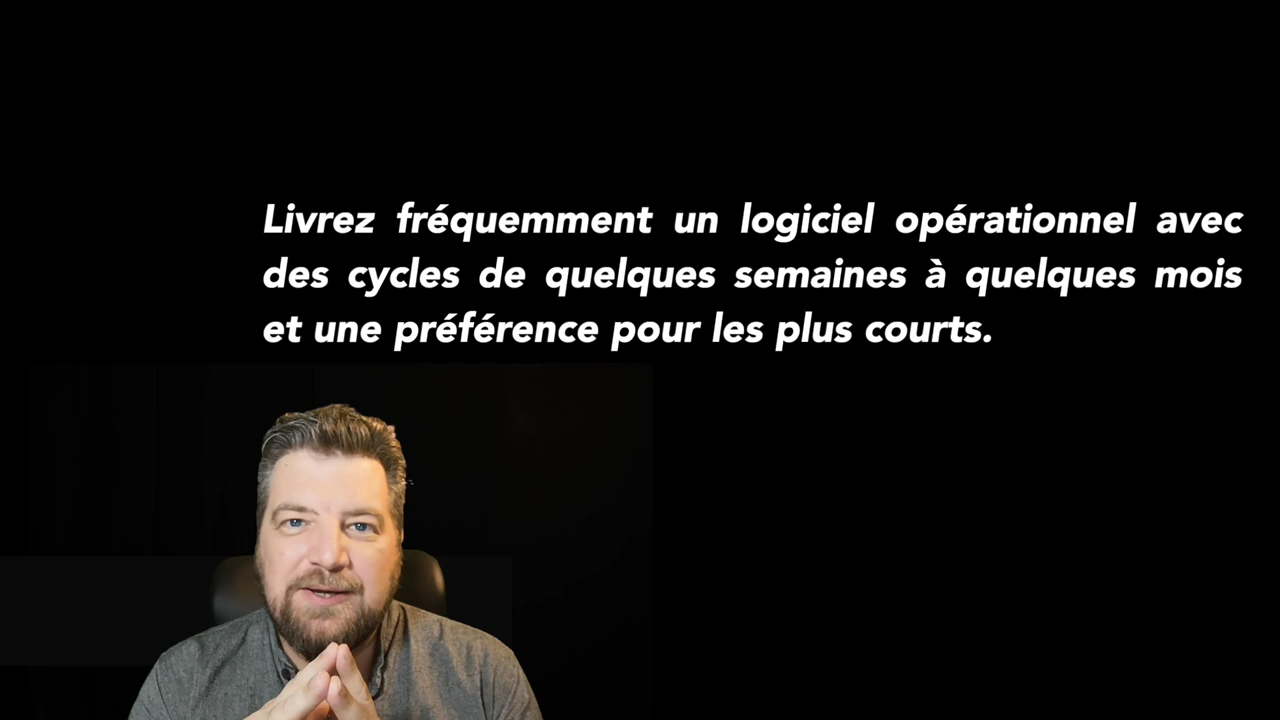 Livrez fréquemment un logiciel opérationnel avec
des cycles de quelques semaines à quelques mois
et une préférence pour les plus courts.